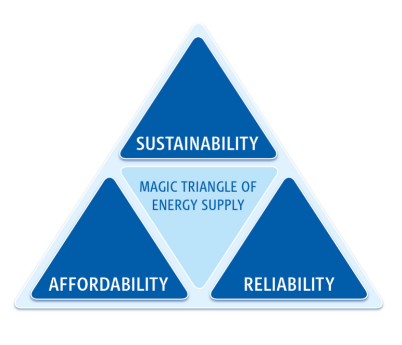 SUSTAINABILITY
MAGIC TRIANGLE OF
ENERGY SUPPLY
AFFORDABILITY
RELIABILITY